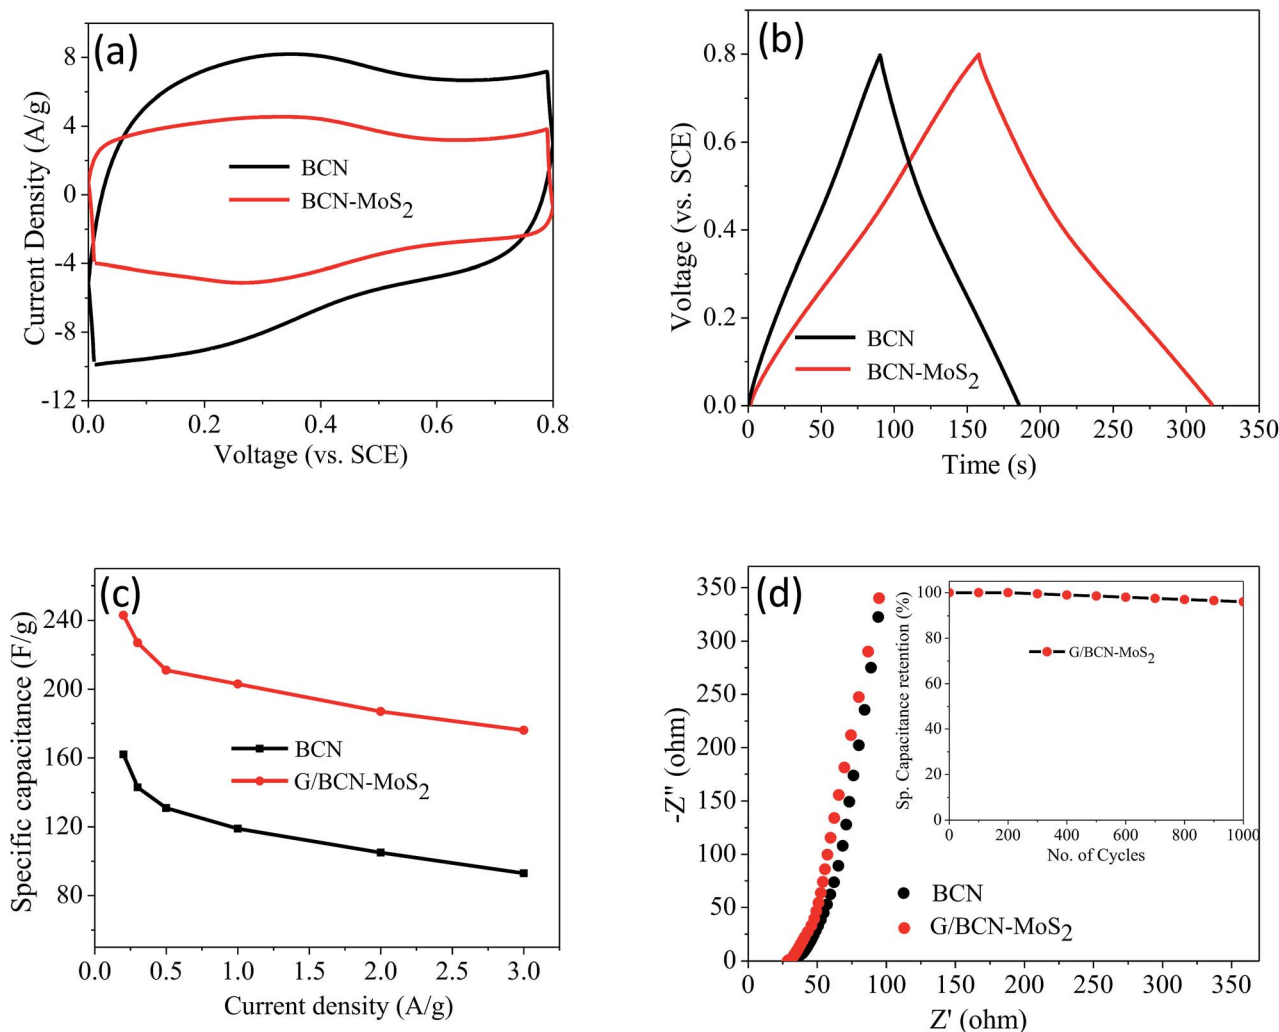 (a)
Current Density (A/g)
8
4
0
-4
-8
-12
BCN
BCN-MoS2
0.0 0.2 0.4 0.6 0.8
Voltage (vs. SCE)
(b)
Voltage (vs. SCE)
0.8
0.6
0.4
0.2
0.0
BCN
BCN-MoS2
0 50 100 150 200 250 300 350
Time (s)
(c)
Specific capacitance (F/g)
240
200
160
120
80
BCN
G/BCN-MoS2
0.0 0.5 1.0 1.5 2.0 2.5 3.0
Current density (A/g)
(d)
-Z" (ohm)
350
300
250
200
150
100
50
0
Sp. Capacitance retention (%)
100
80
60
40
20
0
G/BCN-MoS2
0 200 400 600 800 1000
No. of Cycles
BCN
G/BCN-MoS2
0 50 100 150 200 250 300 350
Z' (ohm)